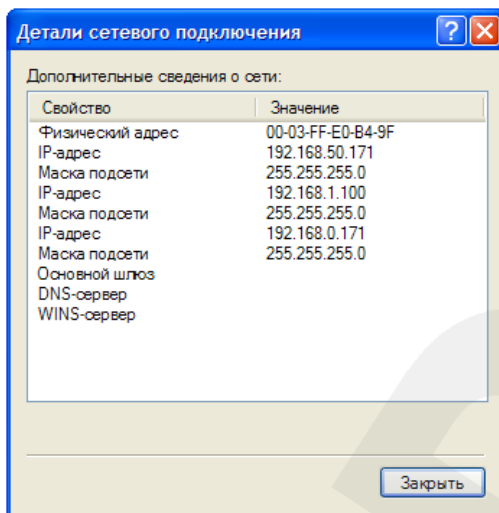 Детали сетевого подключения
Дополнительные сведения о сети:
Свойство Значение
Физический адрес 00-03-FF-E0-B4-9F
IP-адрес 192.168.50.171
Маска подсети 255.255.255.0
IP-адрес 192.168.1.100
Маска подсети 255.255.255.0
IP-адрес 192.168.0.171
Маска подсети 255.255.255.0
Основной шлюз
DNS-сервер
WINS-сервер
Закрыть